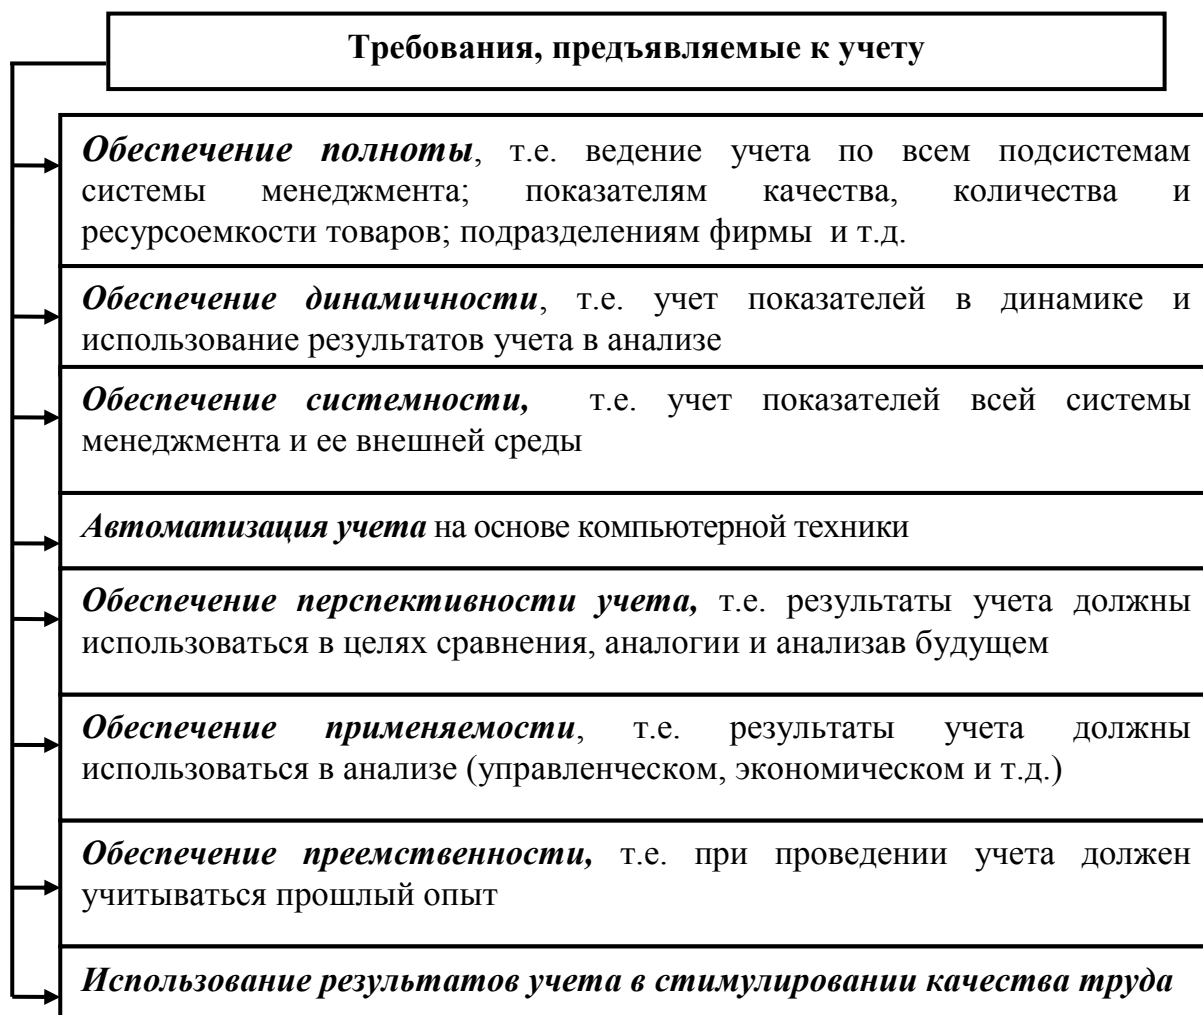 Требования, предъявляемые к учету
Обеспечение полноты, т.е. ведение учета по всем подсистемам
системы менеджмента; показателям качества, количества и
ресурсоемкости товаров; подразделениям фирмы и т.д.
Обеспечение динамичности, т.е. учет показателей в динамике и
использование результатов учета в анализе
Обеспечение системности, т.е. учет показателей всей системы
менеджмента и ее внешней среды
Автоматизация учета на основе компьютерной техники
Обеспечение перспективности учета, т.е. результаты учета должны
использоваться в целях сравнения, аналогии и анализав будущем
Обеспечение применяемости, т.е. результаты учета должны
использоваться в анализе (управленческом, экономическом и т.д.)
Обеспечение преемственности, т.е. при проведении учета должен
учитываться прошлый опыт
Использование результатов учета в стимулировании качества труда